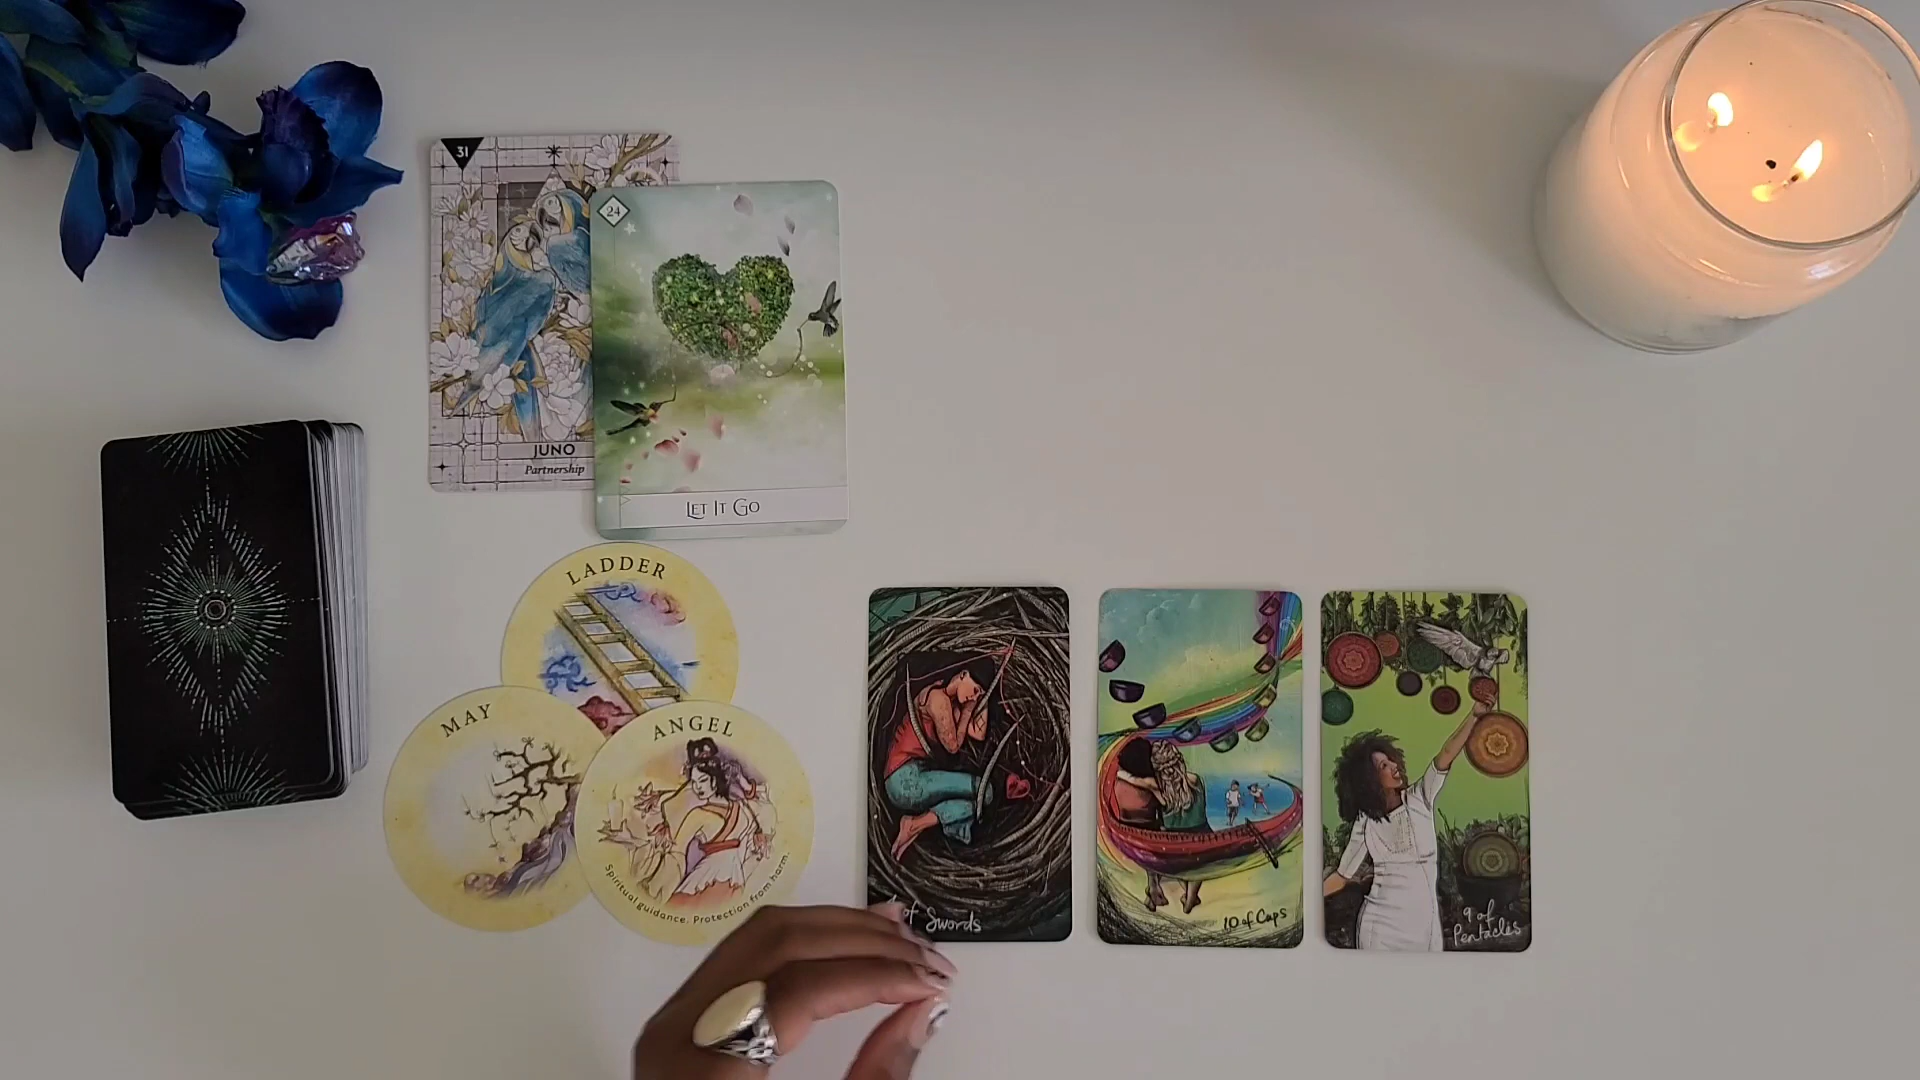 31
JUNO
Partnership
24
LET IT GO
LADDER
MAY
ANGEL
Spiritual guidance. Protection from harm.
of Swords
10 of Cups
9 of
Pentacles